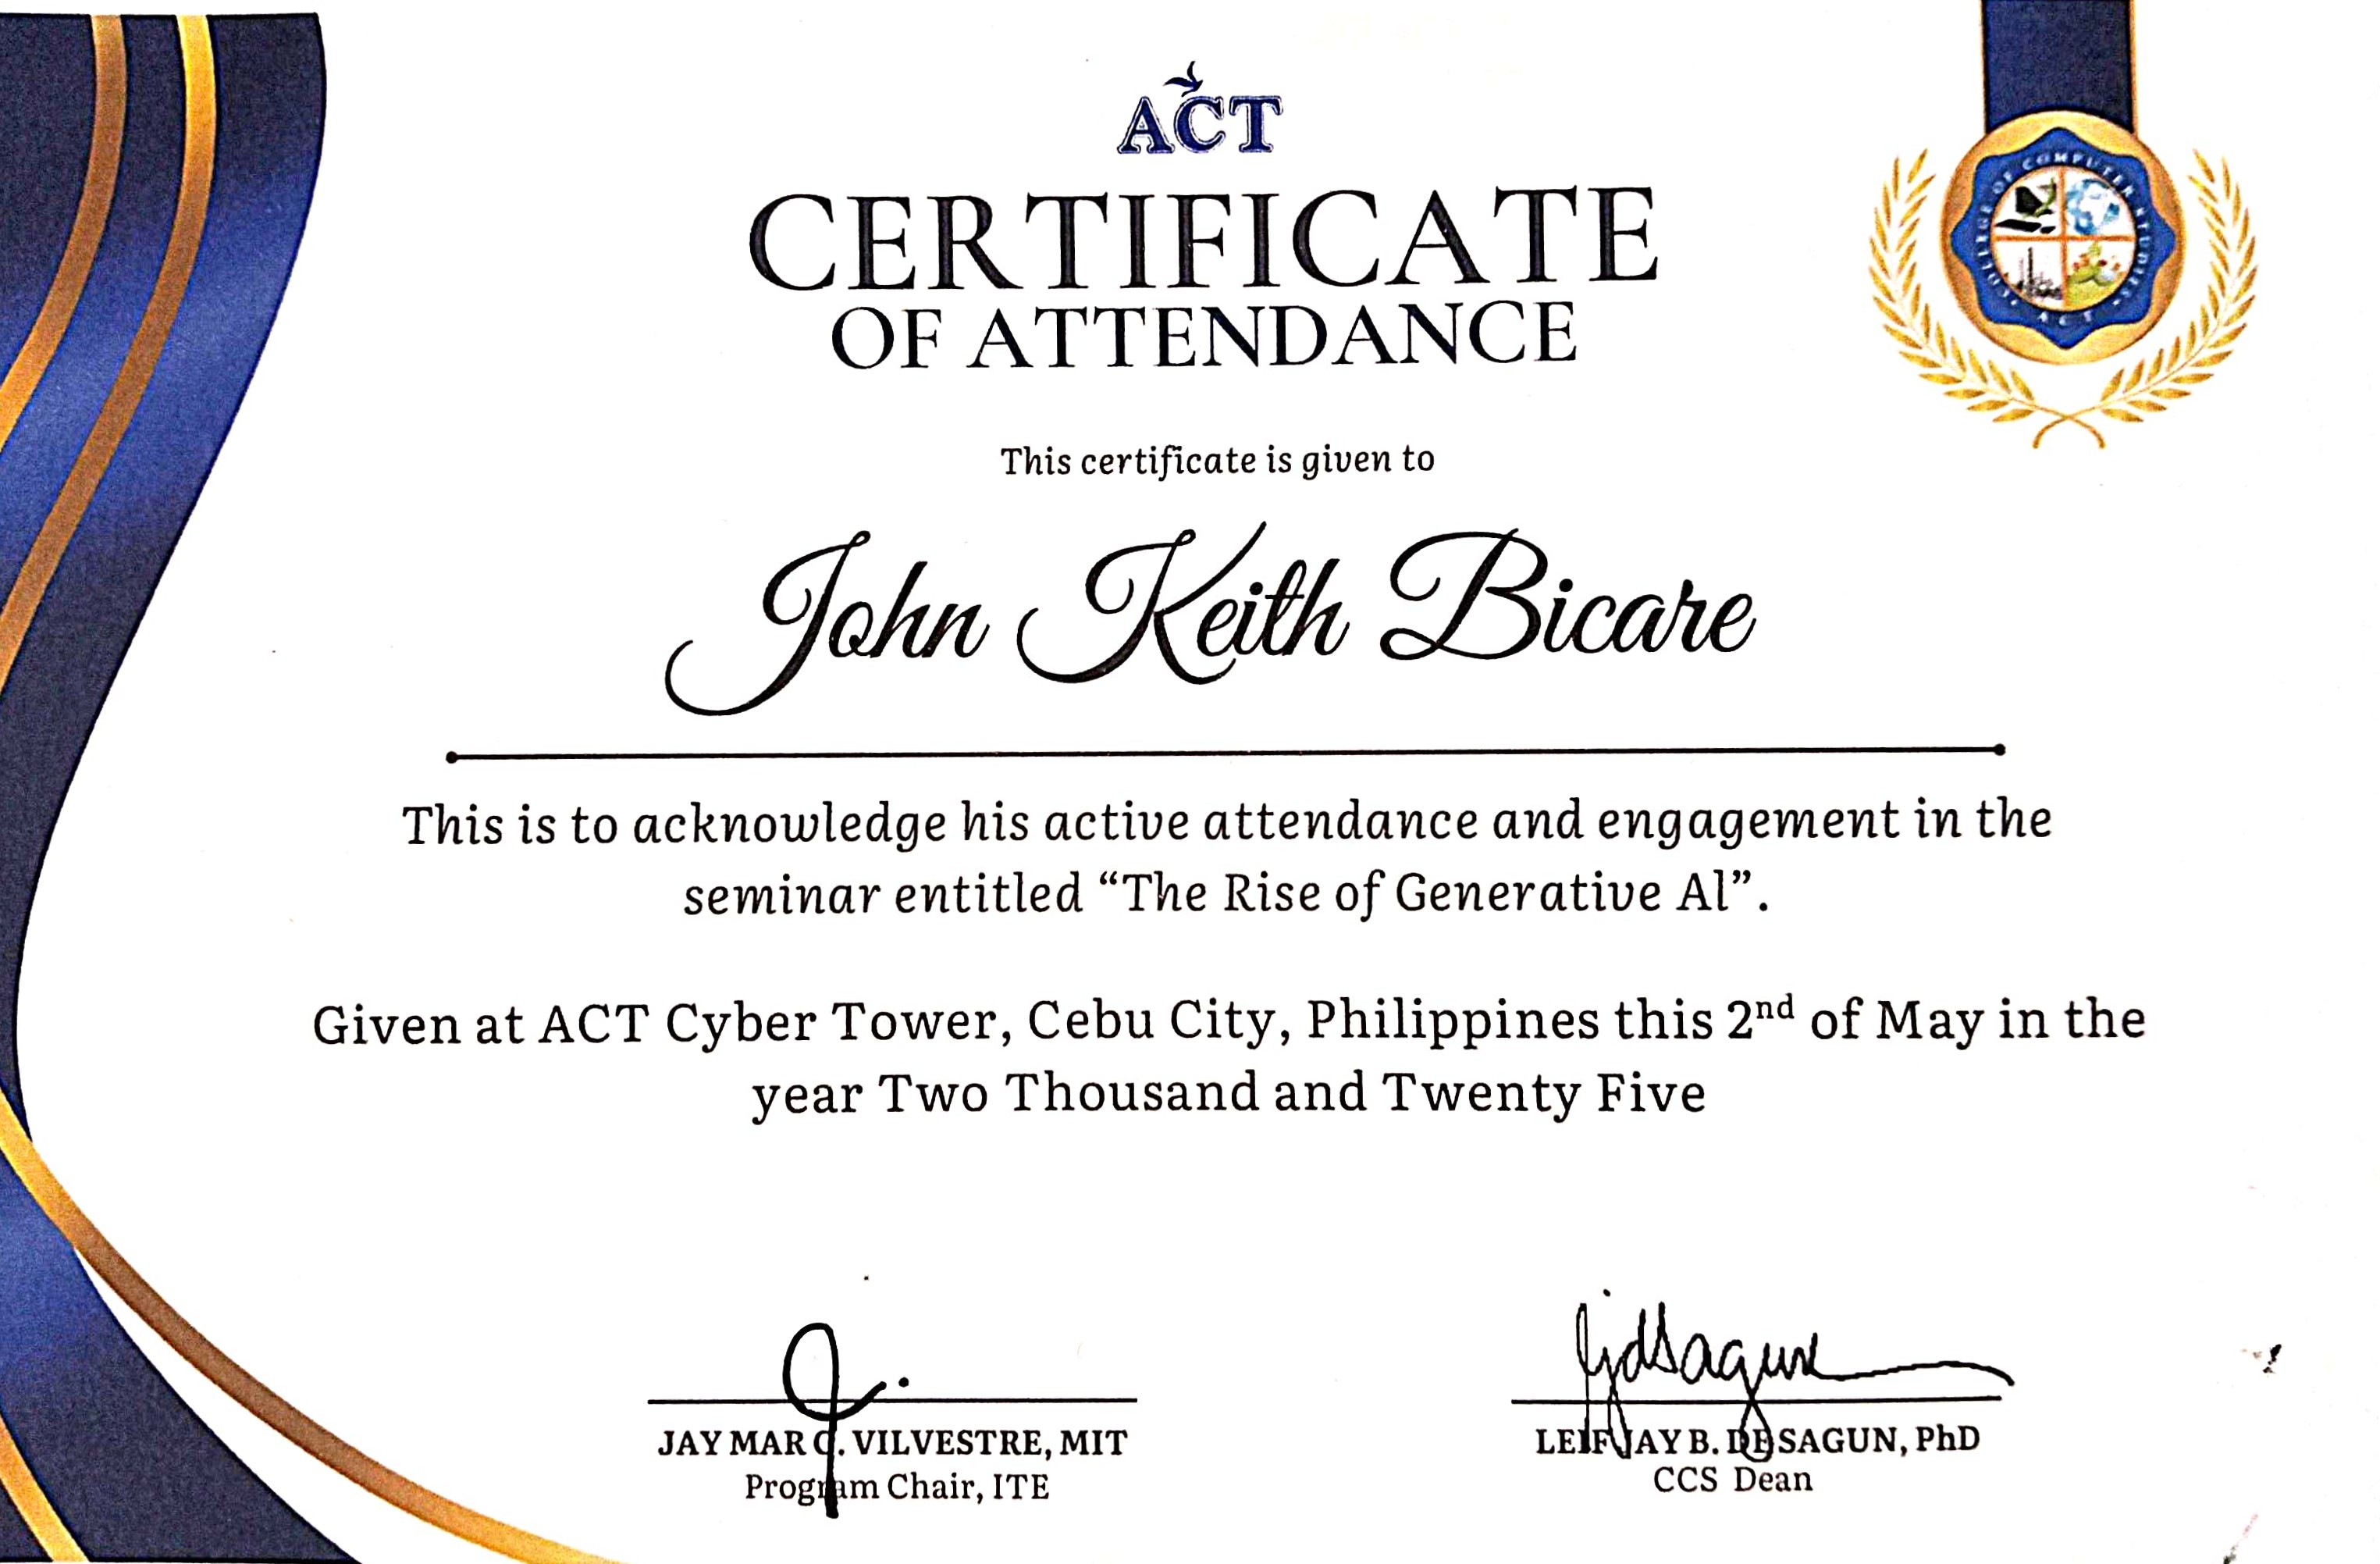 ACT
CERTIFICATE
OF ATTENDANCE
COLLEGE OF COMPUTER STUDIES
ACT
This certificate is given to
John Keith Bicare
This is to acknowledge his active attendance and engagement in the
seminar entitled “The Rise of Generative Al”.
Given at ACT Cyber Tower, Cebu City, Philippines this 2nd of May in the
year Two Thousand and Twenty Five
JAY MAR C. VILVESTRE, MIT
Program Chair, ITE
LEIF JAY B. DE SAGUN, PhD
CCS Dean